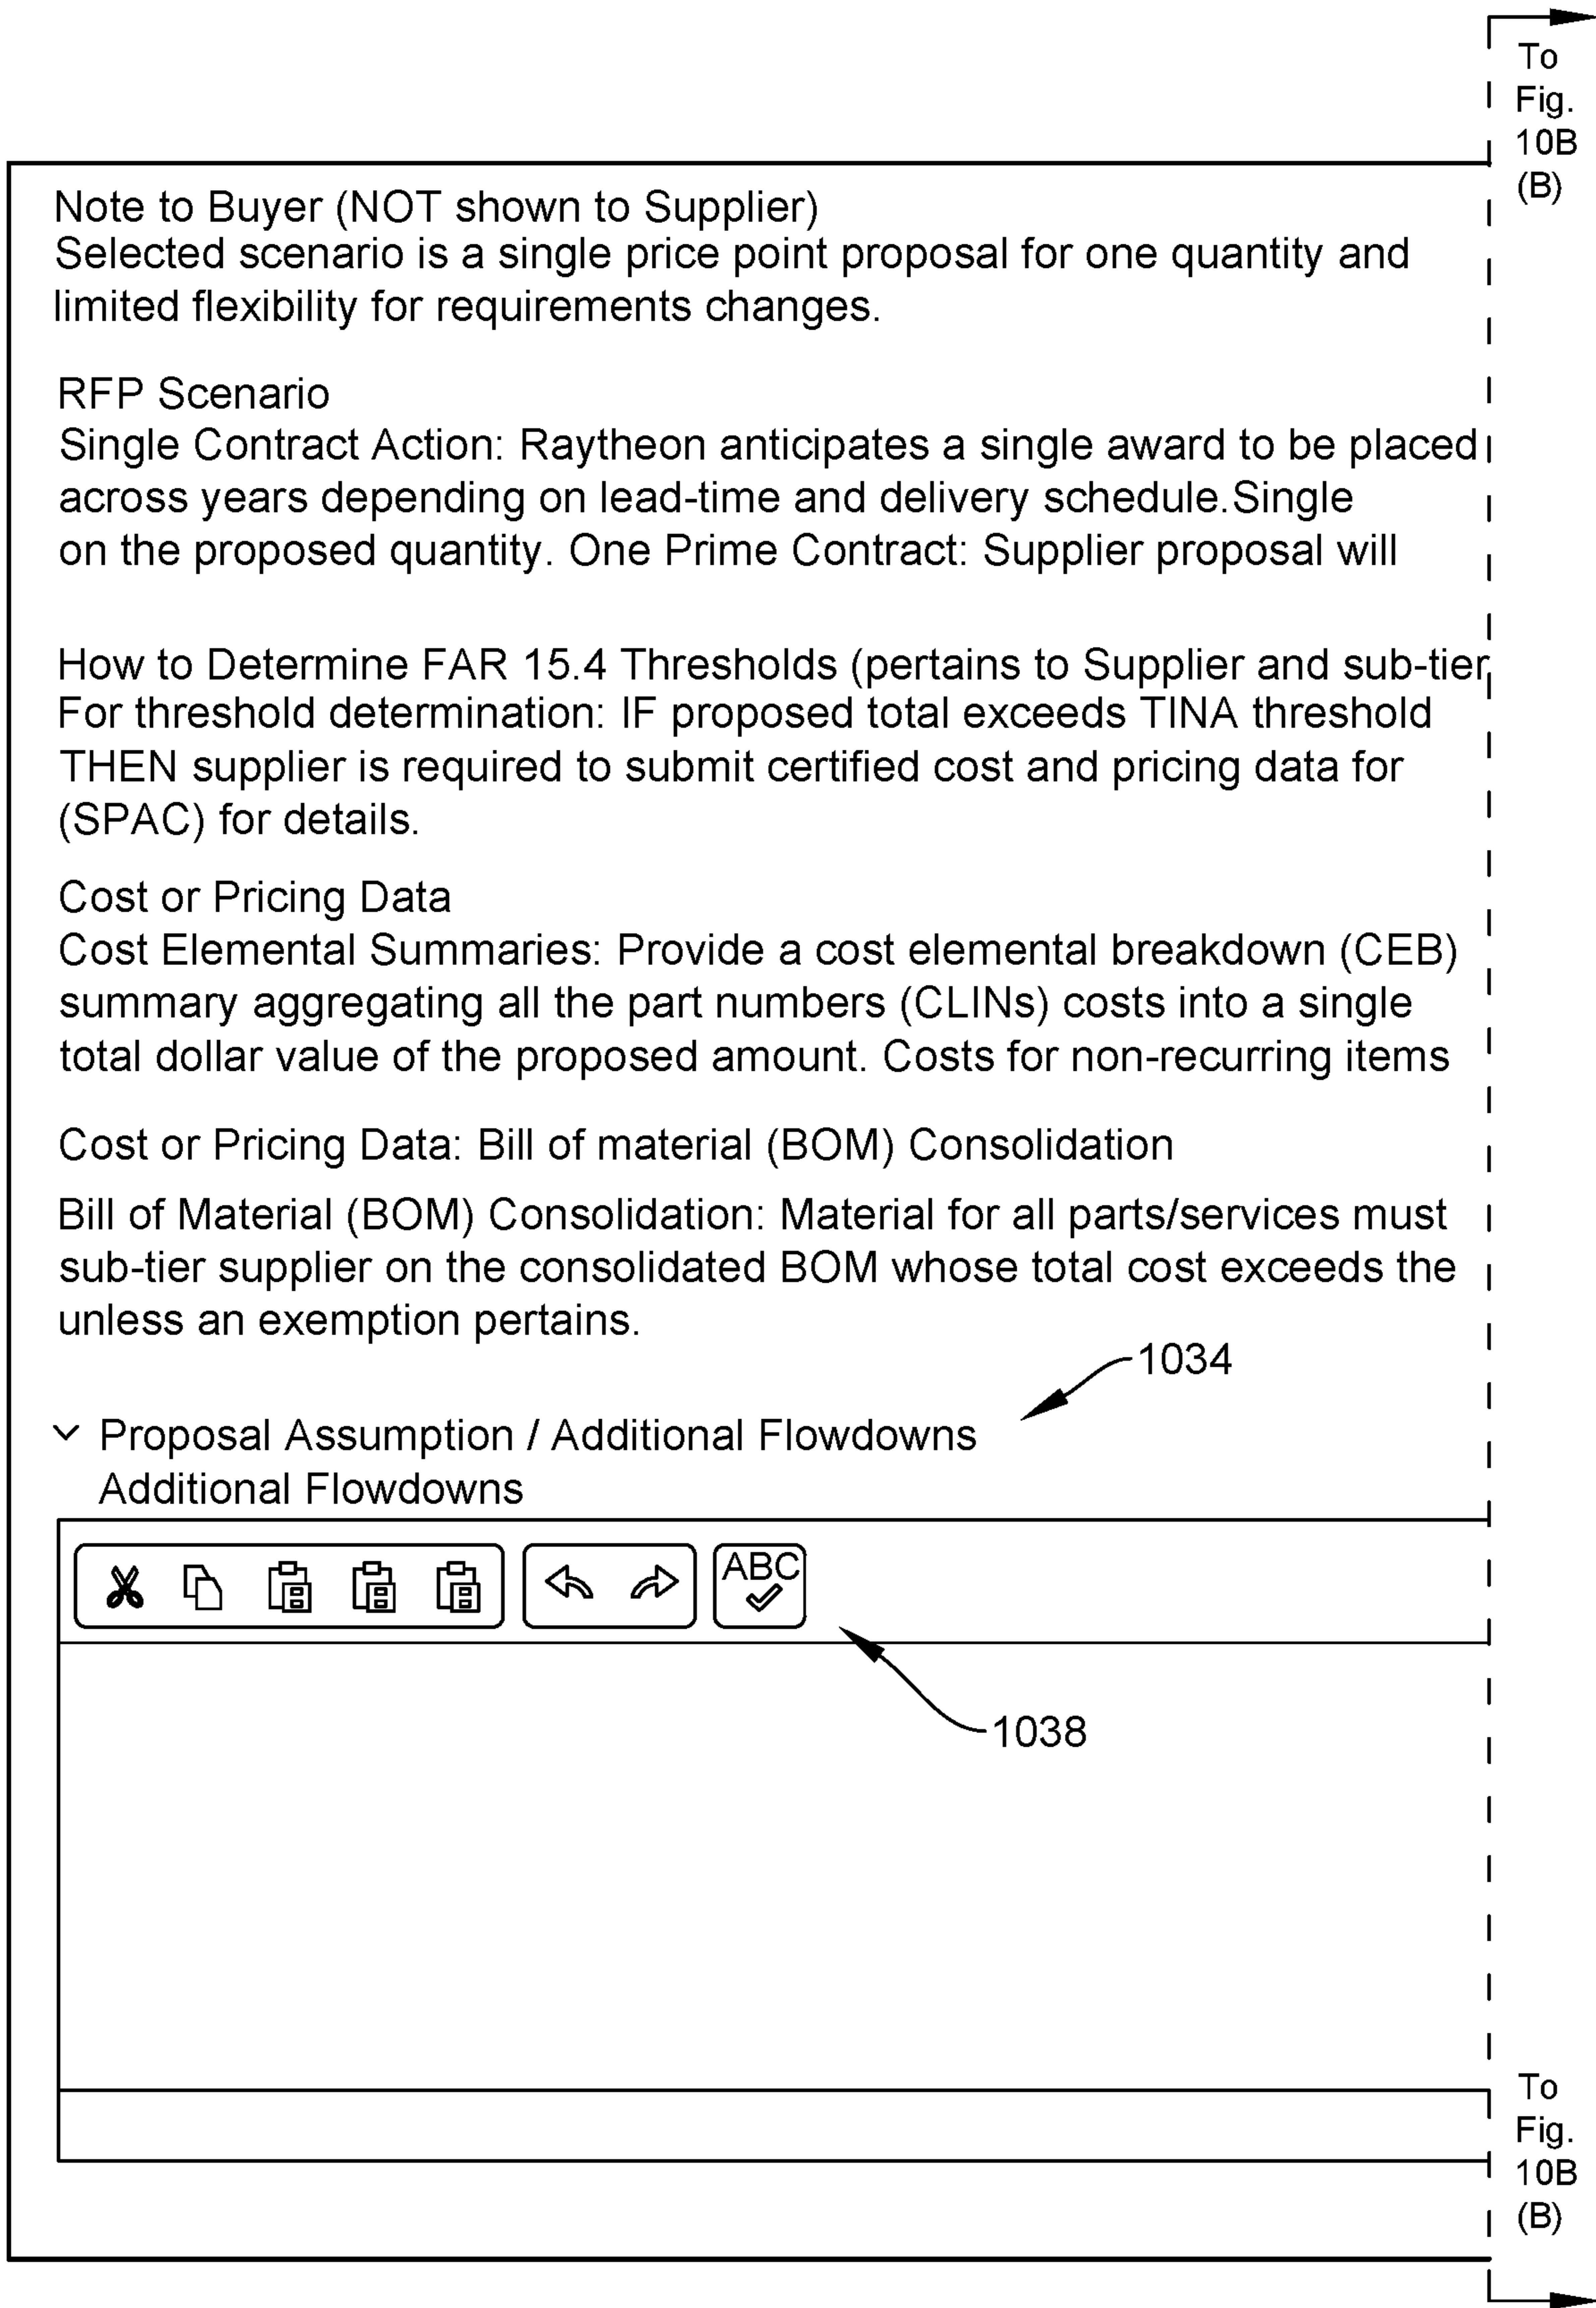 To
Fig.
10B
(B)
Note to Buyer (NOT shown to Supplier)
Selected scenario is a single price point proposal for one quantity and
limited flexibility for requirements changes.
RFP Scenario
Single Contract Action: Raytheon anticipates a single award to be placed
across years depending on lead-time and delivery schedule.Single
on the proposed quantity. One Prime Contract: Supplier proposal will
How to Determine FAR 15.4 Thresholds (pertains to Supplier and sub-tier
For threshold determination: IF proposed total exceeds TINA threshold
THEN supplier is required to submit certified cost and pricing data for
(SPAC) for details.
Cost or Pricing Data
Cost Elemental Summaries: Provide a cost elemental breakdown (CEB)
summary aggregating all the part numbers (CLINs) costs into a single
total dollar value of the proposed amount. Costs for non-recurring items
Cost or Pricing Data: Bill of material (BOM) Consolidation
Bill of Material (BOM) Consolidation: Material for all parts/services must
sub-tier supplier on the consolidated BOM whose total cost exceeds the
unless an exemption pertains.
1034
Proposal Assumption / Additional Flowdowns
Additional Flowdowns
ABC
1038
To
Fig.
10B
(B)